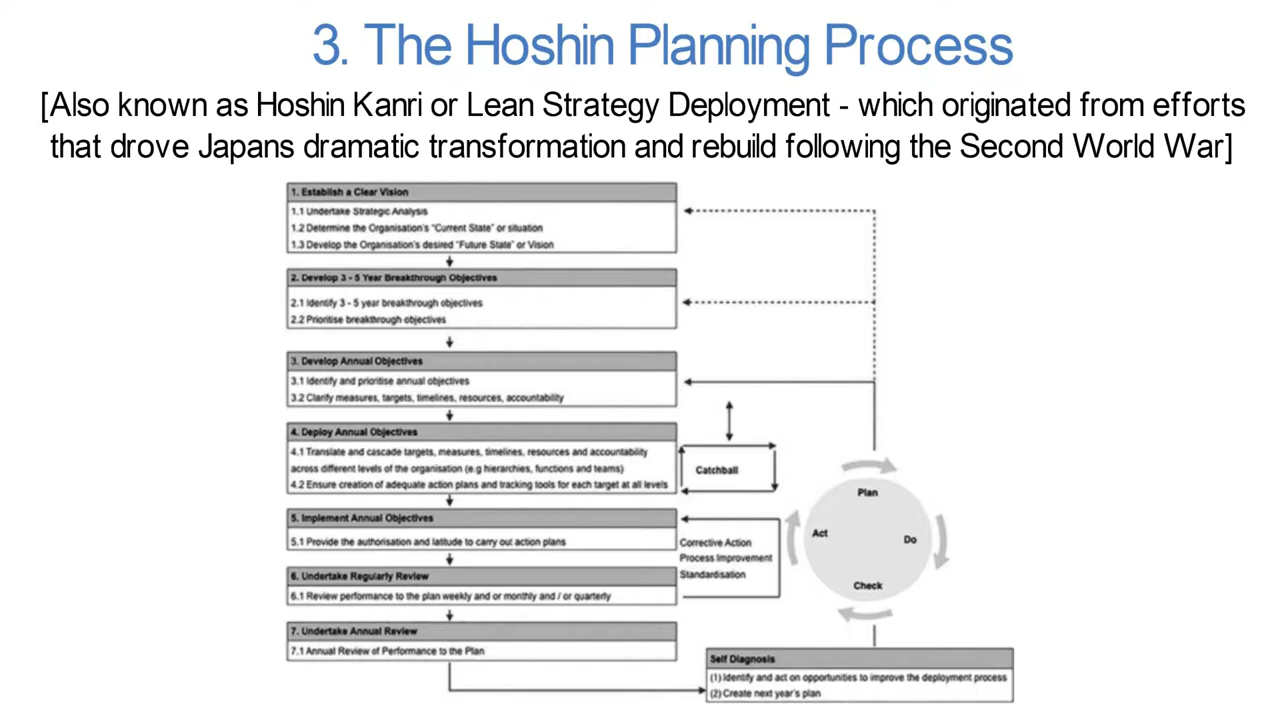 3. The Hoshin Planning Process
[Also known as Hoshin Kanri or Lean Strategy Deployment - which originated from efforts
that drove Japans dramatic transformation and rebuild following the Second World War]
1. Establish a Clear Vision
1.1 Undertake Strategic Analysis
1.2 Determine the Organisation's "Current State" or situation
1.3 Develop the Organisation's desired "Future State" or Vision
2. Develop 3 - 5 Year Breakthrough Objectives
2.1 Identify 3 - 5 year breakthrough objectives
2.2 Prioritise breakthrough objectives
3. Develop Annual Objectives
3.1 Identify and prioritise annual objectives
3.2 Clarify measures, targets, timelines, resources, accountability
4. Deploy Annual Objectives
4.1 Translate and cascade targets, measures, timelines, resources and accountability
across different levels of the organisation (e.g hierarchies, functions and teams)
4.2 Ensure creation of adequate action plans and tracking tools for each target at all levels
Catchball
5. Implement Annual Objectives
5.1 Provide the authorisation and latitude to carry out action plans
Corrective Action
Process Improvement
Standardisation
6. Undertake Regularly Review
6.1 Review performance to the plan weekly and or monthly and / or quarterly
7. Undertake Annual Review
7.1 Annual Review of Performance to the Plan
Plan
Do
Check
Act
Self Diagnosis
(1) Identify and act on opportunities to improve the deployment process
(2) Create next year's plan